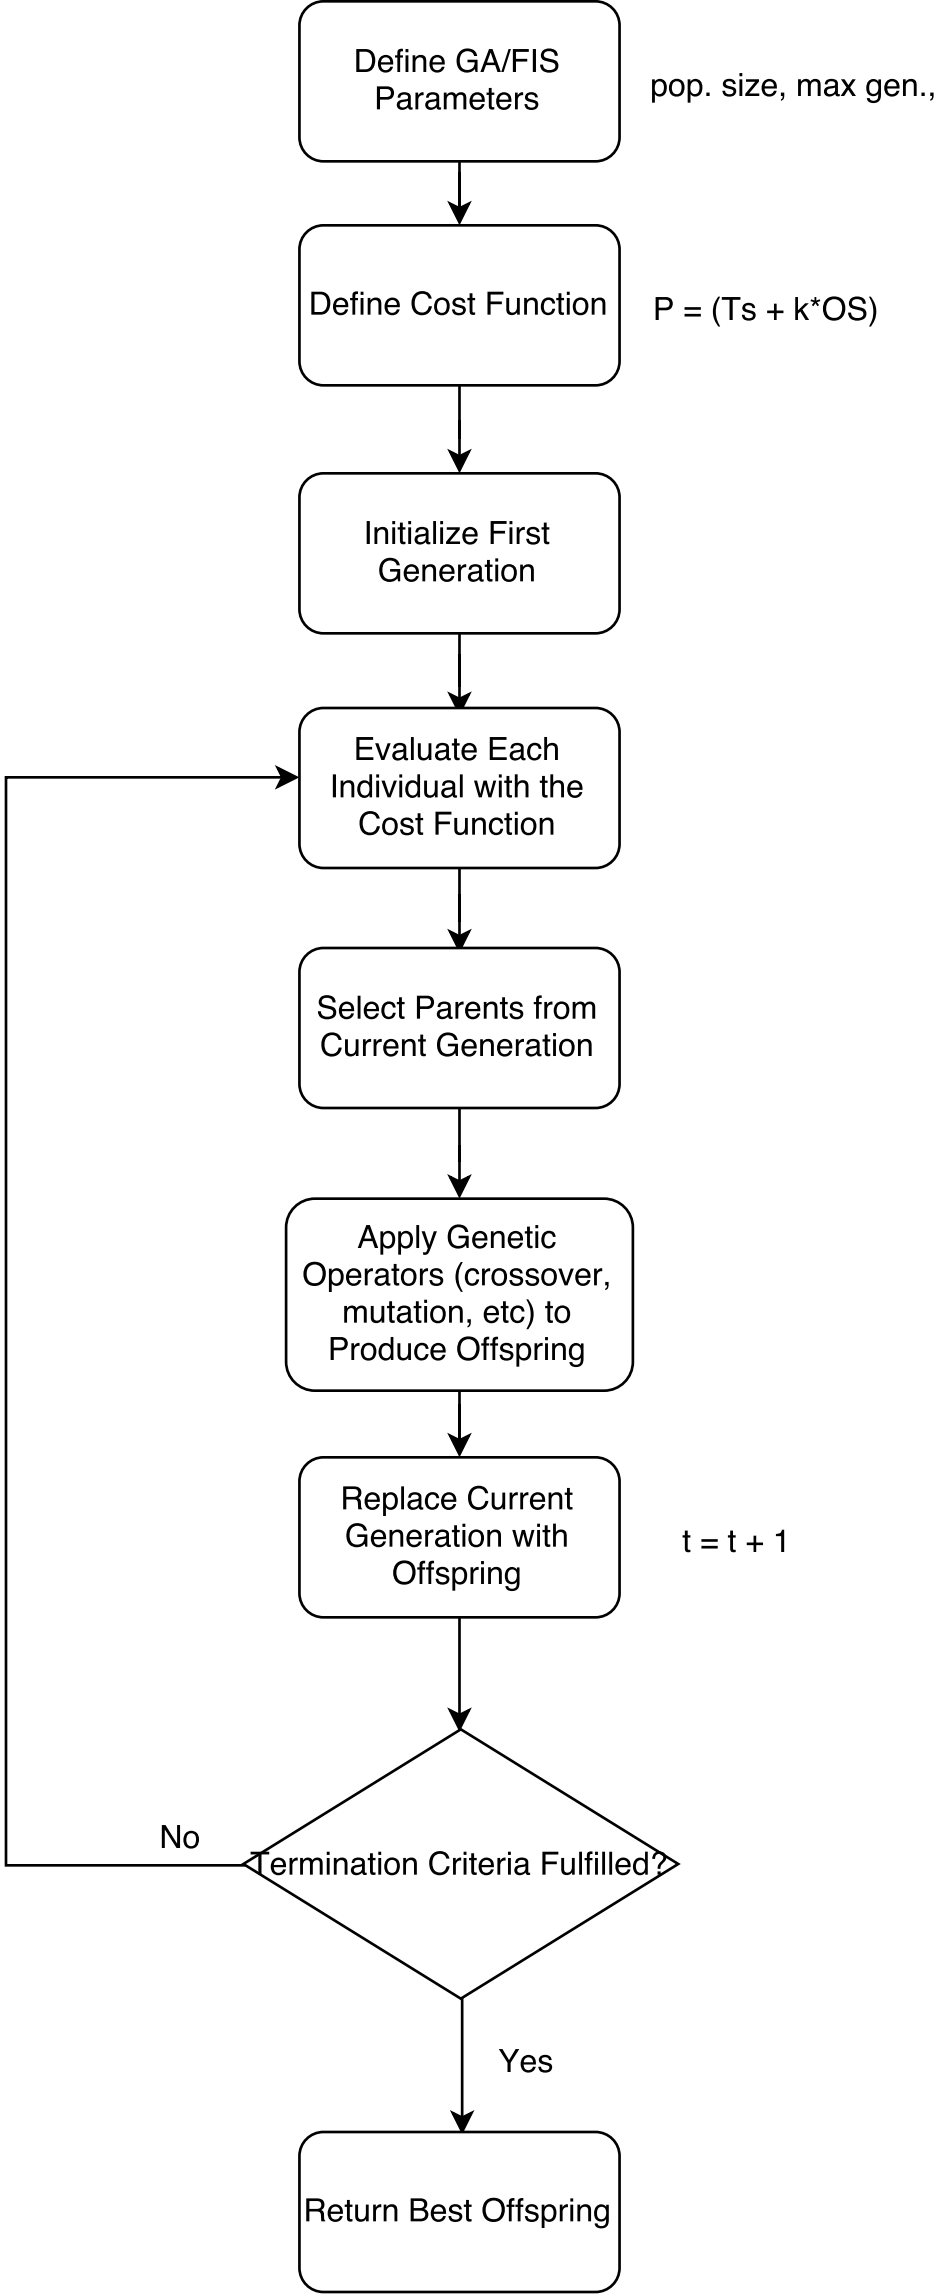 Define GA/FIS
Parameters
pop. size, max gen.,
Define Cost Function
P = (Ts + k*OS)
Initialize First
Generation
Evaluate Each
Individual with the
Cost Function
Select Parents from
Current Generation
Apply Genetic
Operators (crossover,
mutation, etc) to
Produce Offspring
Replace Current
Generation with
Offspring
t = t + 1
No
Termination Criteria Fulfilled?
Yes
Return Best Offspring